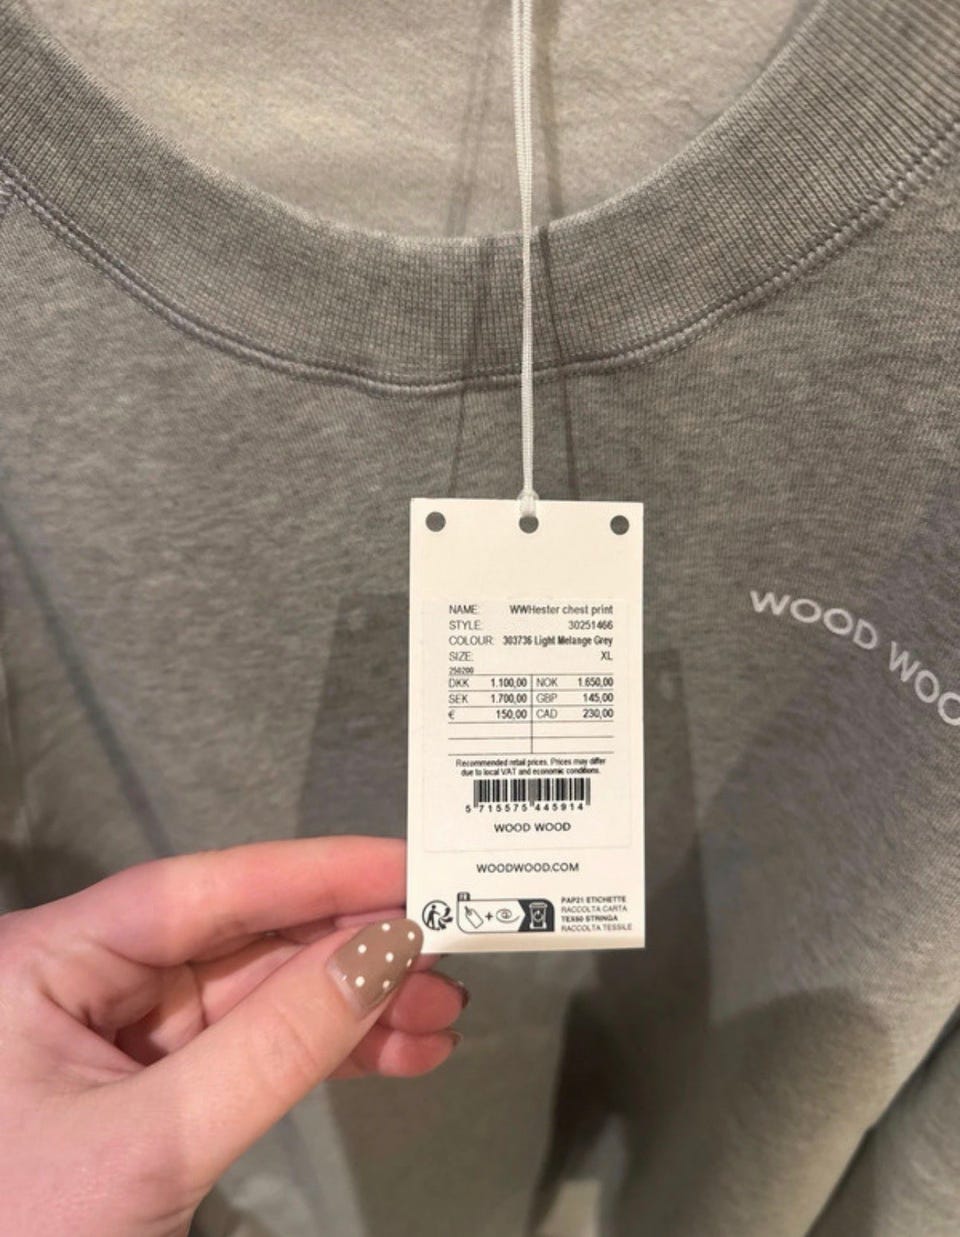 NAME: WWHester chest print
STYLE: 30251466
COLOUR: 303736 Light Melange Grey
SIZE: XL
250200
DKK 1.100,00 NOK 1.650,00
SEK 1.700,00 GBP 145,00
€ 150,00 CAD 230,00
Recommended retail prices. Prices may differ
due to local VAT and economic conditions.
5 715575 445914
WOOD WOOD
WOODWOOD.COM
PAP21 ETICHETTE
RACCOLTA CARTA
TEX60 STRINGA
RACCOLTA TESSILE
WOOD WOO